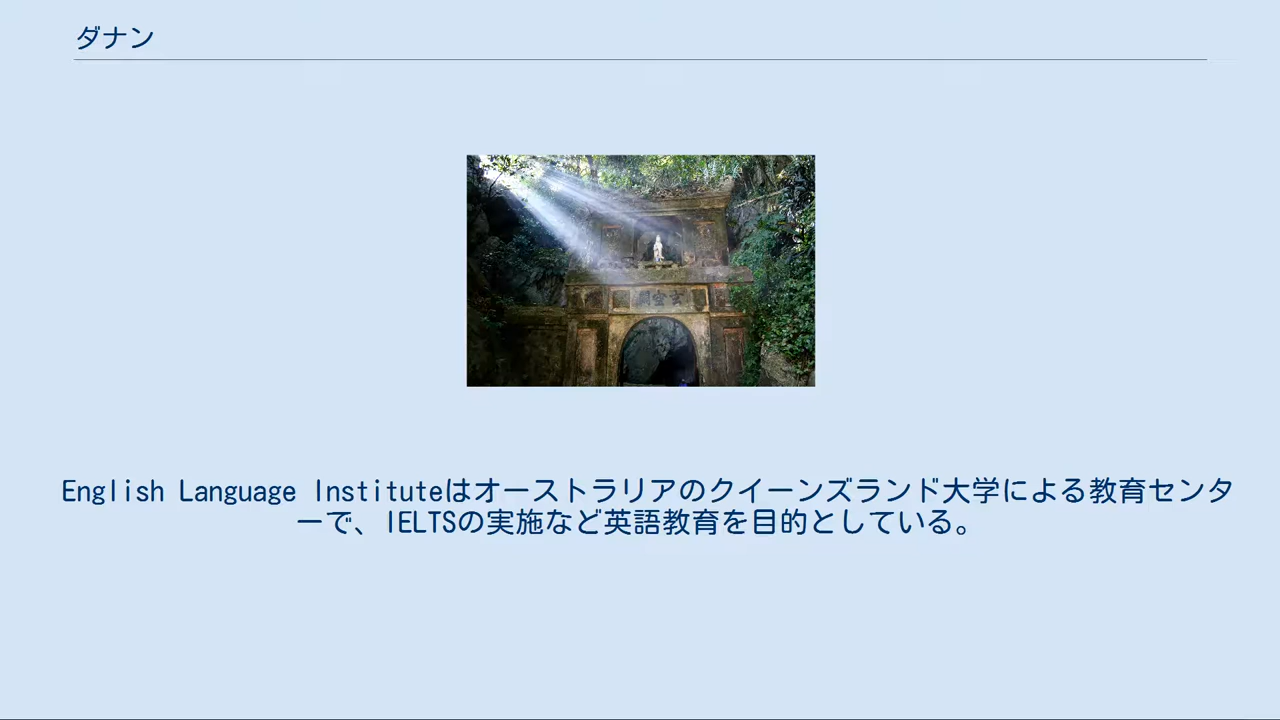 ダナン
玄空關
English Language Instituteはオーストラリアのクイーンズランド大学による教育センタ
ーで、IELTSの実施など英語教育を目的としている。